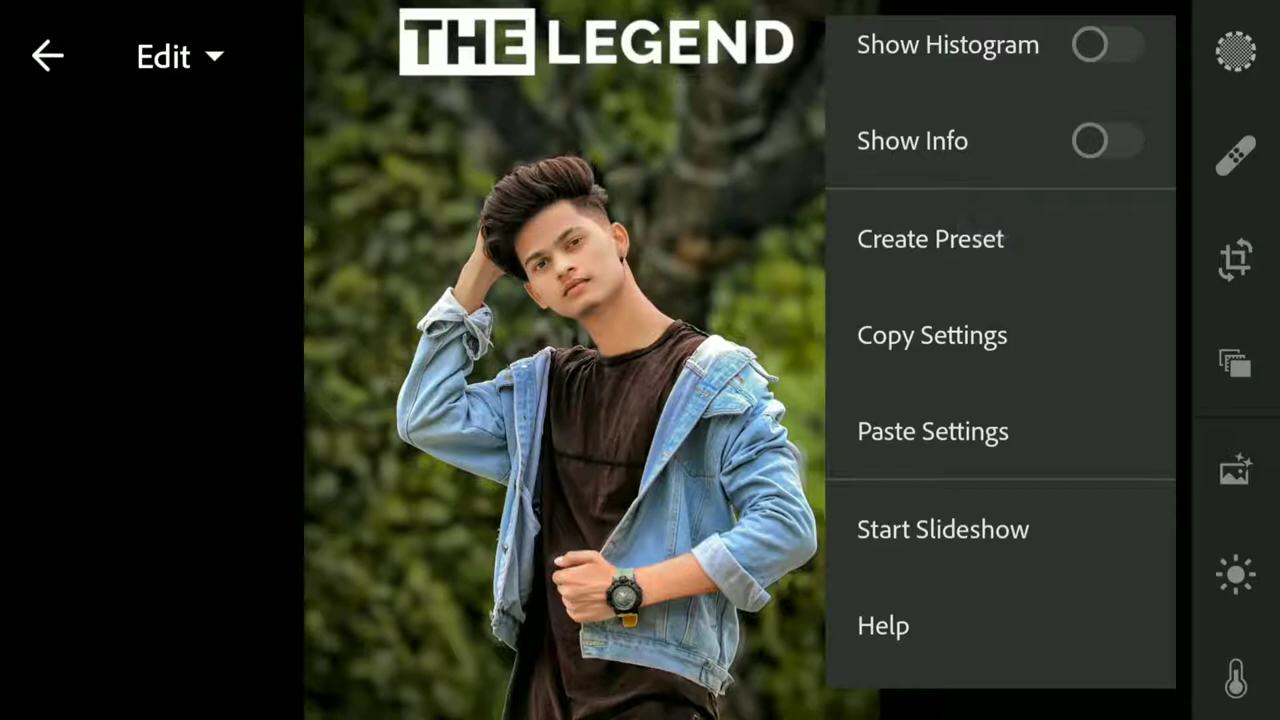 Edit
THE LEGEND
Show Histogram
Show Info
Create Preset
Copy Settings
Paste Settings
Start Slideshow
Help